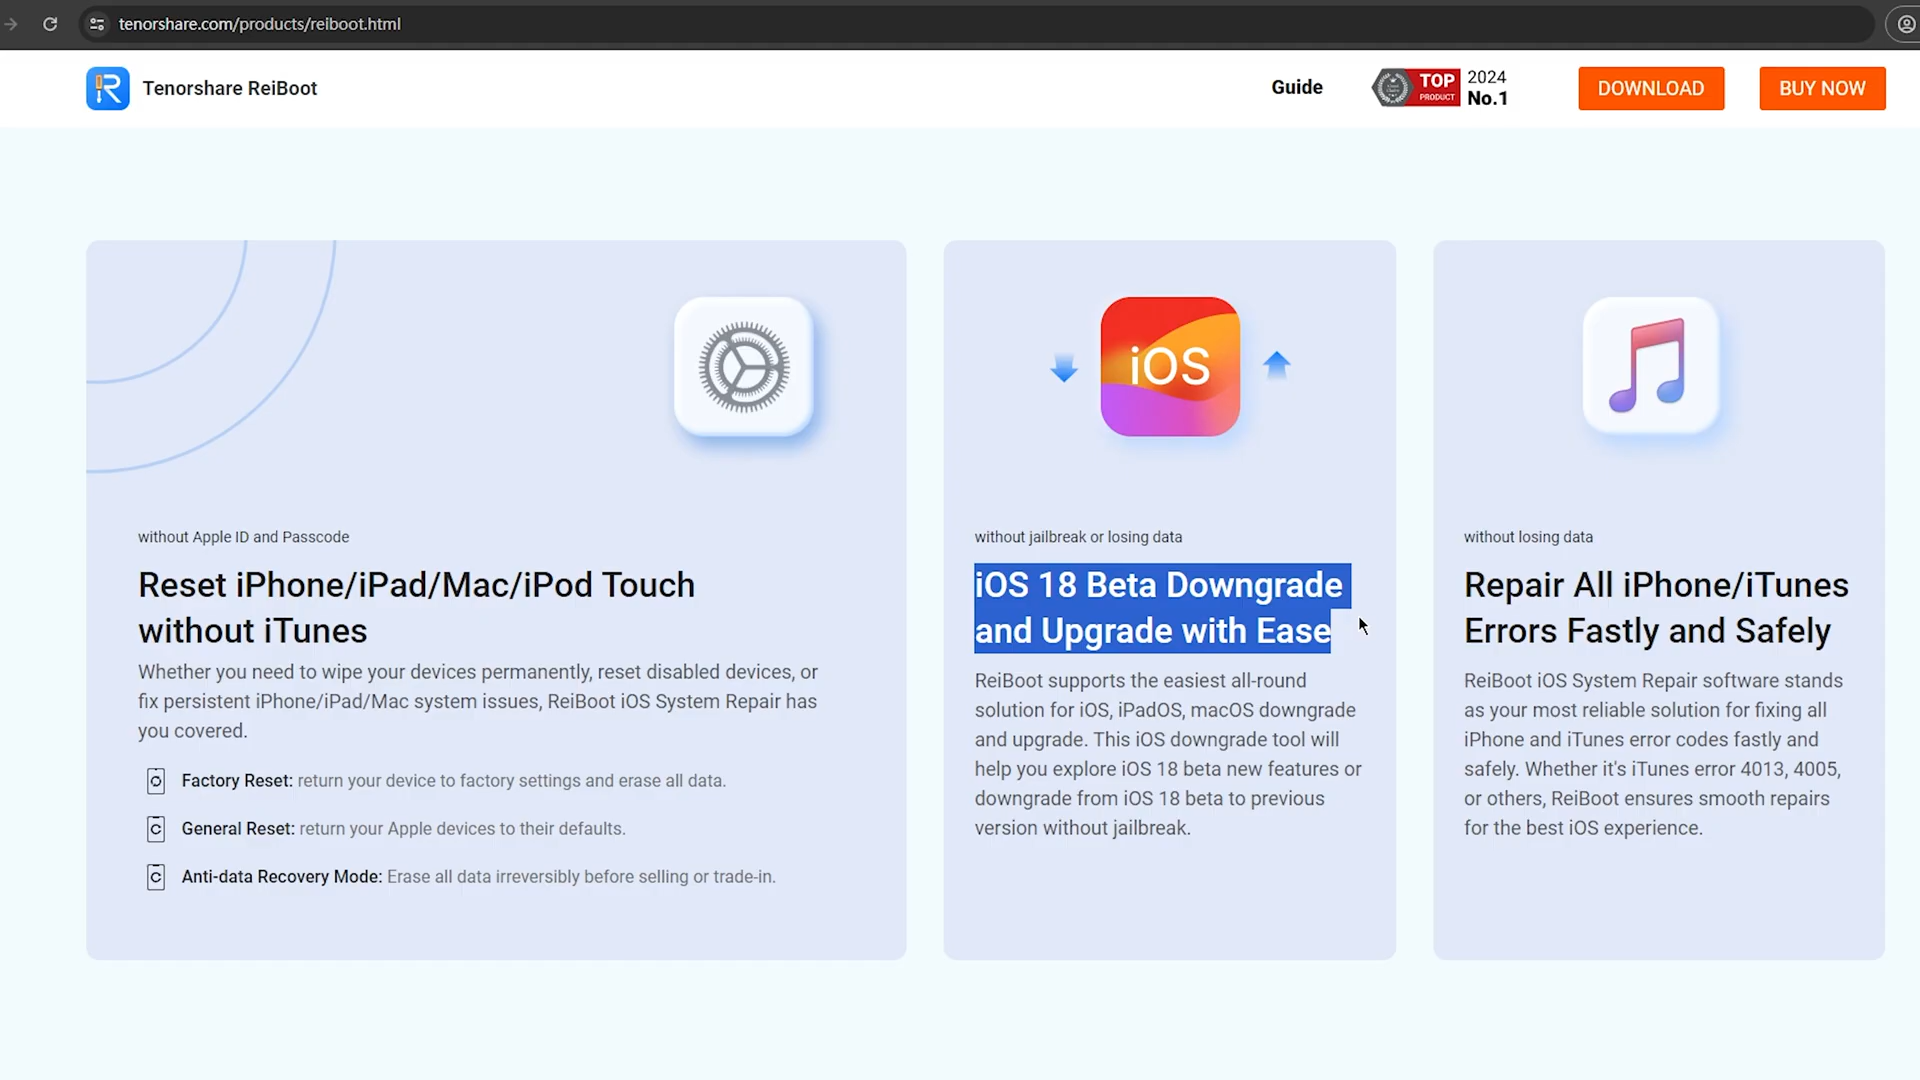 tenorshare.com/products/reiboot.html
Tenorshare ReiBoot
Guide
TOP
PRODUCT
2024
No.1
DOWNLOAD
BUY NOW
without Apple ID and Passcode
Reset iPhone/iPad/Mac/iPod Touch
without iTunes
Whether you need to wipe your devices permanently, reset disabled devices, or
fix persistent iPhone/iPad/Mac system issues, ReiBoot iOS System Repair has
you covered.
Factory Reset: return your device to factory settings and erase all data.
General Reset: return your Apple devices to their defaults.
Anti-data Recovery Mode: Erase all data irreversibly before selling or trade-in.
iOS
without jailbreak or losing data
iOS 18 Beta Downgrade
and Upgrade with Ease
ReiBoot supports the easiest all-round
solution for iOS, iPadOS, macOS downgrade
and upgrade. This iOS downgrade tool will
help you explore iOS 18 beta new features or
downgrade from iOS 18 beta to previous
version without jailbreak.
without losing data
Repair All iPhone/iTunes
Errors Fastly and Safely
ReiBoot iOS System Repair software stands
as your most reliable solution for fixing all
iPhone and iTunes error codes fastly and
safely. Whether it's iTunes error 4013, 4005,
or others, ReiBoot ensures smooth repairs
for the best iOS experience.